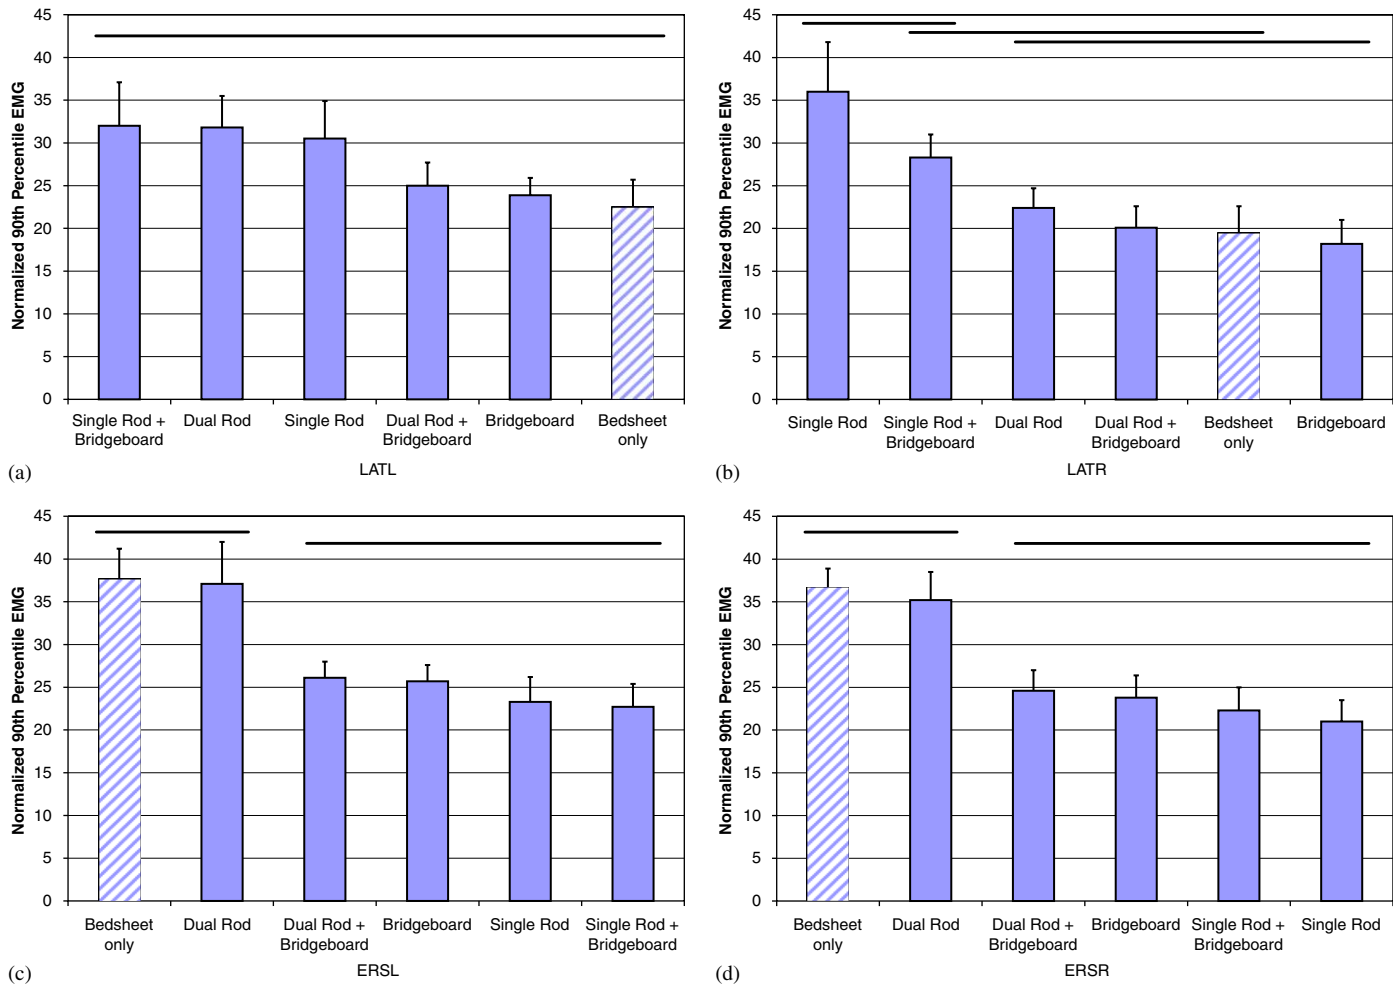 Normalized 90th Percentile EMG
45
40
35
30
25
20
15
10
5
0
Single Rod + Bridgeboard
Dual Rod
Single Rod
Dual Rod + Bridgeboard
Bridgeboard
Bedsheet only
(a)
LATL
Normalized 90th Percentile EMG
45
40
35
30
25
20
15
10
5
0
Single Rod
Single Rod + Bridgeboard
Dual Rod
Dual Rod + Bridgeboard
Bedsheet only
Bridgeboard
(b)
LATR
Normalized 90th Percentile EMG
45
40
35
30
25
20
15
10
5
0
Bedsheet only
Dual Rod
Dual Rod + Bridgeboard
Bridgeboard
Single Rod
Single Rod + Bridgeboard
(c)
ERSL
Normalized 90th Percentile EMG
45
40
35
30
25
20
15
10
5
0
Bedsheet only
Dual Rod
Dual Rod + Bridgeboard
Bridgeboard
Single Rod + Bridgeboard
Single Rod
(d)
ERSR